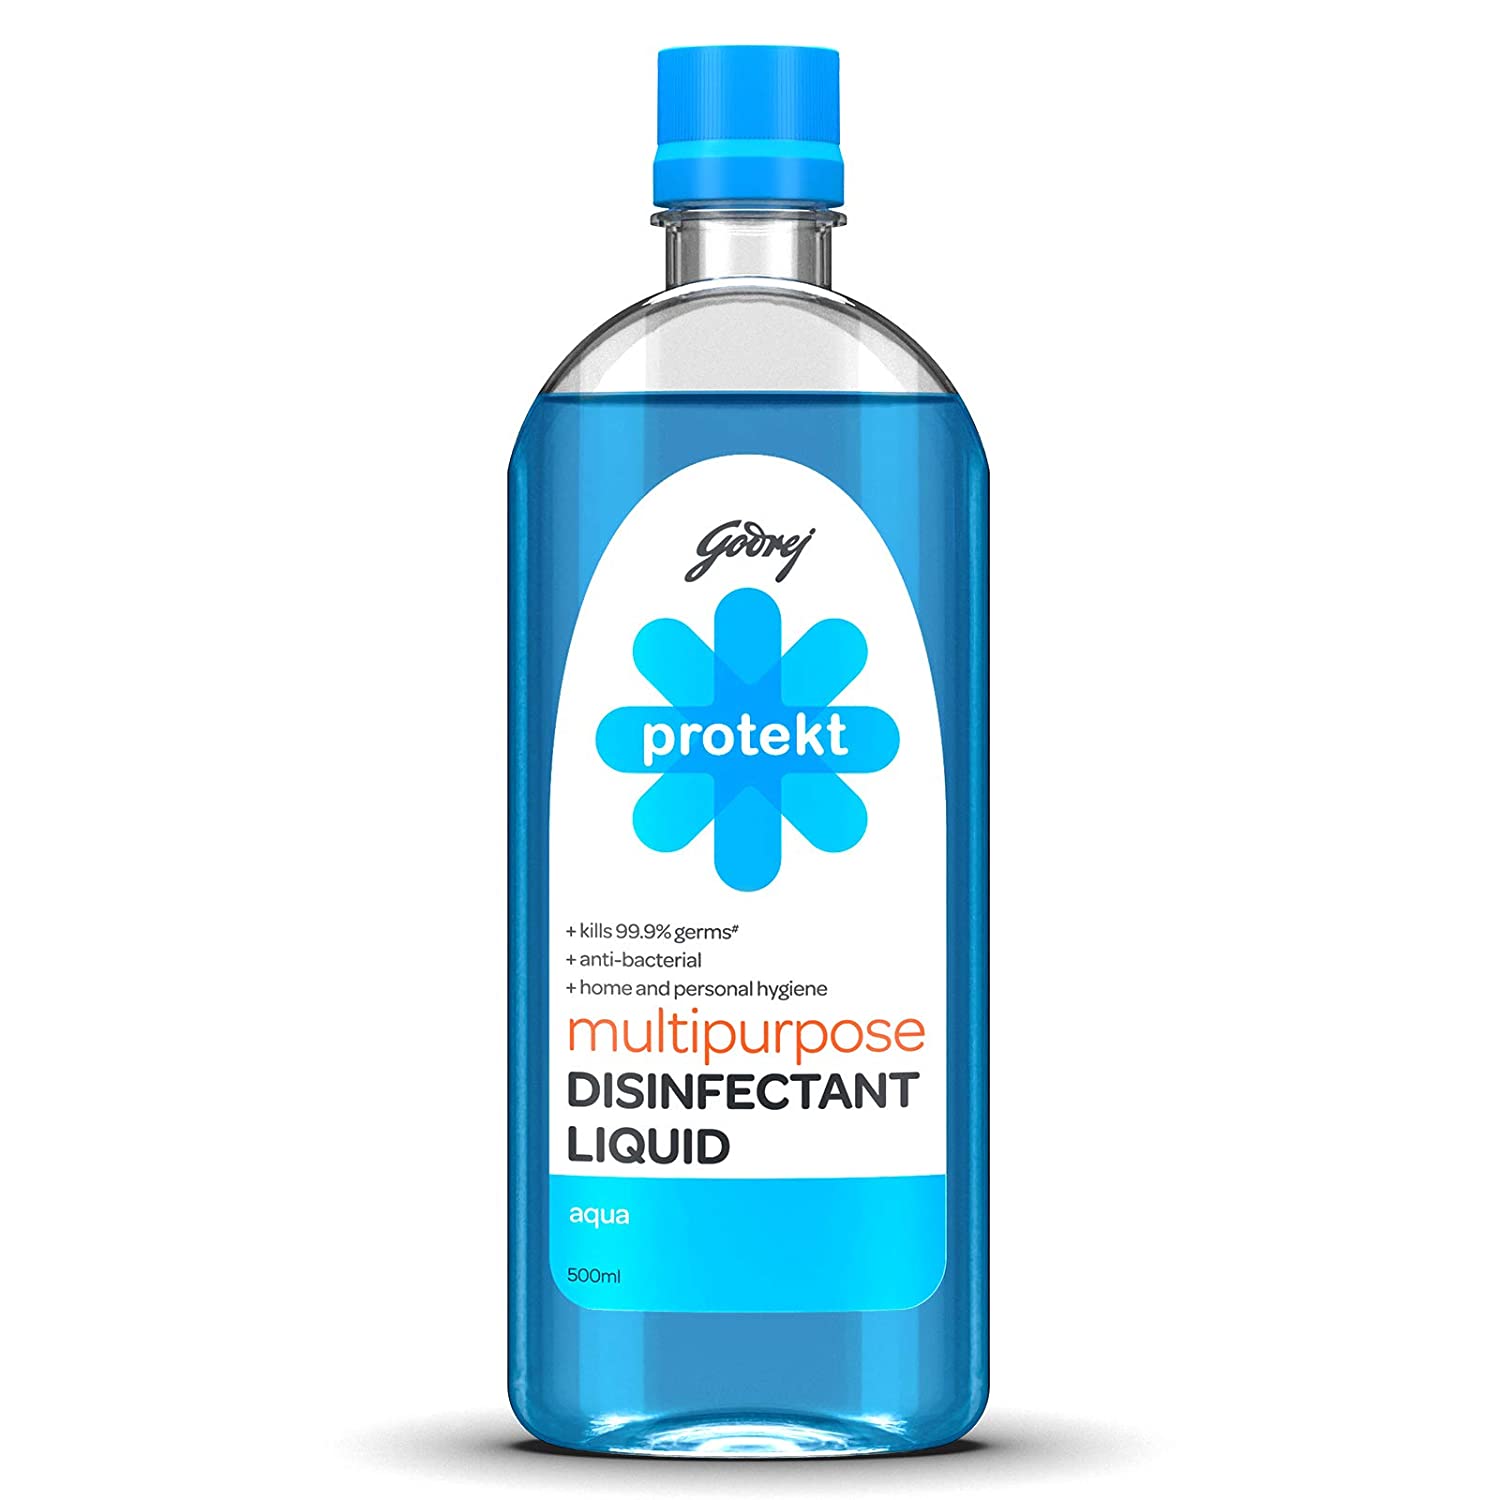 Godrej
protekt
+ kills 99.9% germs#
+ anti-bacterial
+ home and personal hygiene
multipurpose
DISINFECTANT
LIQUID
aqua
500ml